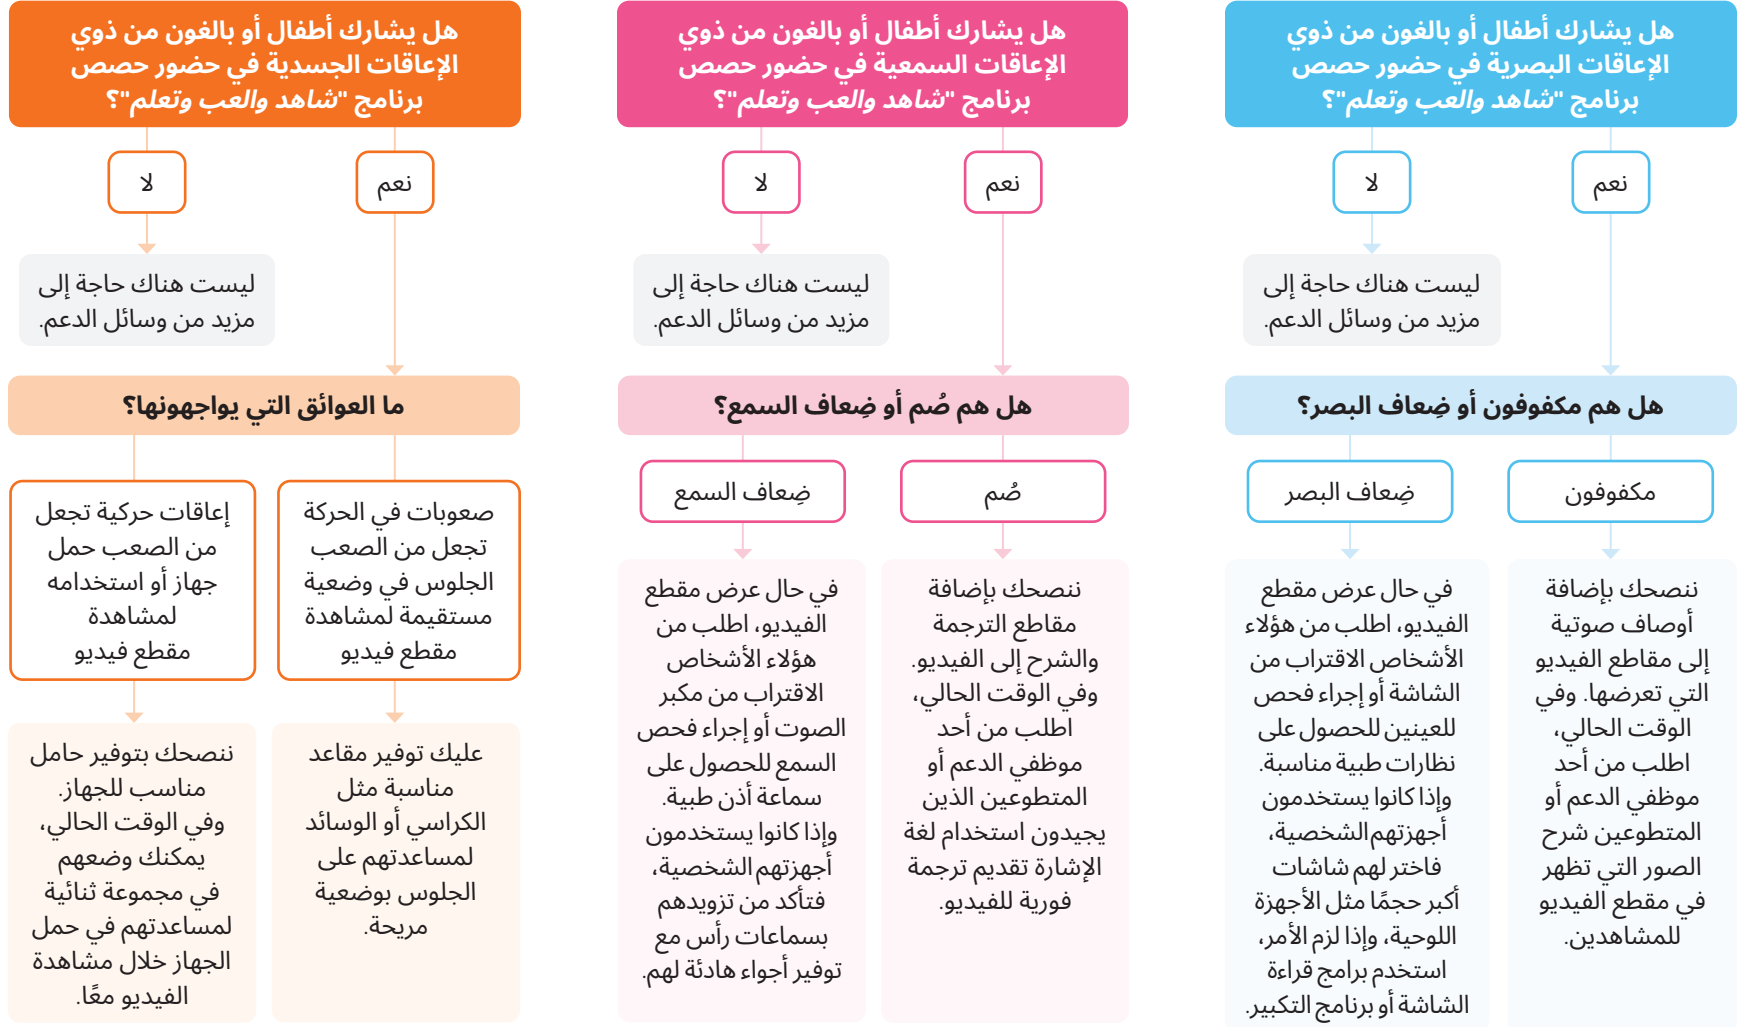 هل يشارك أطفال أو بالغون من ذوي
الإعاقات البصرية في حضور حصص
برنامج "شاهد والعب وتعلم"؟
نعم
لا
ليست هناك حاجة إلى
مزيد من وسائل الدعم.
هل هم مكفوفون أو ضِعاف البصر؟
مكفوفون
ننصحك بإضافة
أوصاف صوتية
إلى مقاطع الفيديو
التي تعرضها. وفي
الوقت الحالي،
اطلب من أحد
موظفي الدعم أو
المتطوعين شرح
الصور التي تظهر
في مقطع الفيديو
للمشاهدين.
ضِعاف البصر
في حال عرض مقطع
الفيديو، اطلب من هؤلاء
الأشخاص الاقتراب من
الشاشة أو إجراء فحص
للعينين للحصول على
نظارات طبية مناسبة.
وإذا كانوا يستخدمون
أجهزتهم الشخصية،
فاختر لهم شاشات
أكبر حجمًا مثل الأجهزة
اللوحية، وإذا لزم الأمر،
استخدم برامج قراءة
الشاشة أو برنامج التكبير.
هل يشارك أطفال أو بالغون من ذوي
الإعاقات السمعية في حضور حصص
برنامج "شاهد والعب وتعلم"؟
نعم
لا
ليست هناك حاجة إلى
مزيد من وسائل الدعم.
هل هم صُم أو ضِعاف السمع؟
صُم
ننصحك بإضافة
مقاطع الترجمة
والشرح إلى الفيديو.
وفي الوقت الحالي،
اطلب من أحد
موظفي الدعم أو
المتطوعين الذين
يجيدون استخدام لغة
الإشارة تقديم ترجمة
فورية للفيديو.
ضِعاف السمع
في حال عرض مقطع
الفيديو، اطلب من
هؤلاء الأشخاص
الاقتراب من مكبر
الصوت أو إجراء فحص
السمع للحصول على
سماعة أذن طبية.
وإذا كانوا يستخدمون
أجهزتهم الشخصية،
فتأكد من تزويدهم
بسماعات رأس مع
توفير أجواء هادئة لهم.
هل يشارك أطفال أو بالغون من ذوي
الإعاقات الجسدية في حضور حصص
برنامج "شاهد والعب وتعلم"؟
نعم
لا
ليست هناك حاجة إلى
مزيد من وسائل الدعم.
ما العوائق التي يواجهونها؟
صعوبات في الحركة
تجعل من الصعب
الجلوس في وضعية
مستقيمة لمشاهدة
مقطع فيديو
عليك توفير مقاعد
مناسبة مثل
الكراسي أو الوسائد
لمساعدتهم على
الجلوس بوضعية
مريحة.
إعاقات حركية تجعل
من الصعب حمل
جهاز أو استخدامه
لمشاهدة
مقطع فيديو
ننصحك بتوفير حامل
مناسب للجهاز.
وفي الوقت الحالي،
يمكنك وضعهم
في مجموعة ثنائية
لمساعدتهم في حمل
الجهاز خلال مشاهدة
الفيديو معًا.